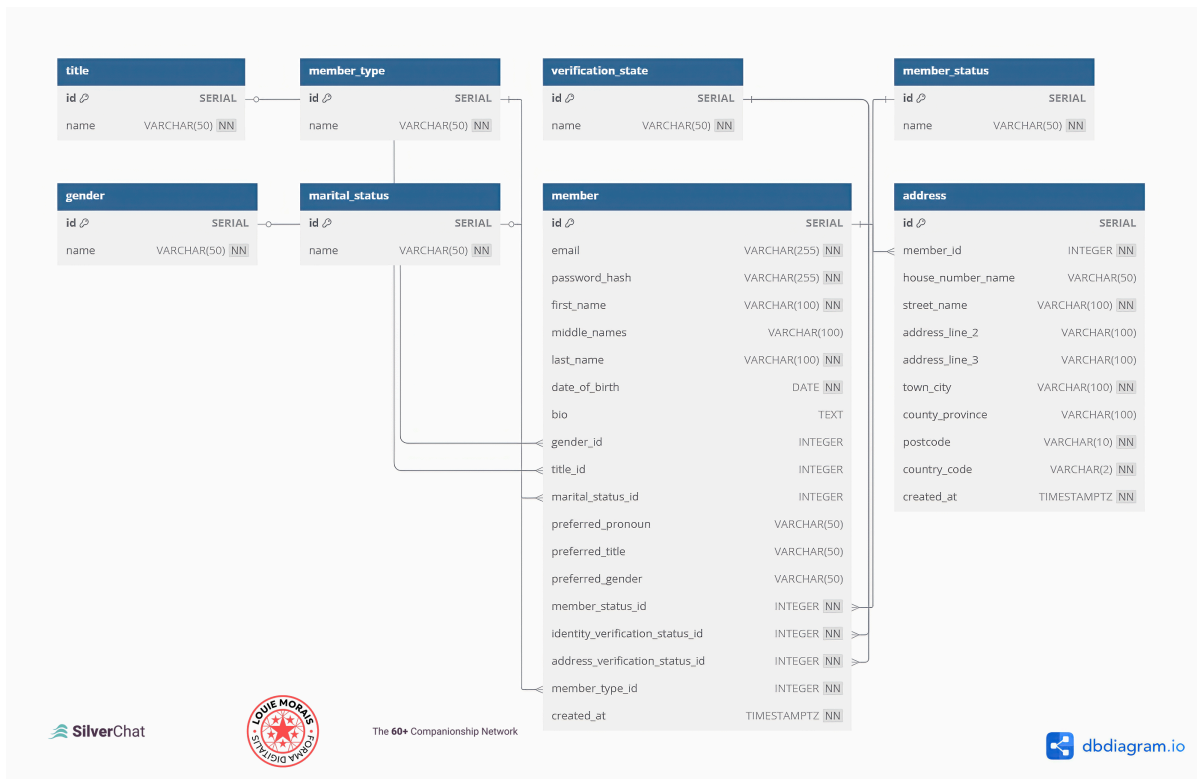 title
id SERIAL
name VARCHAR(50) NN
member_type
id SERIAL
name VARCHAR(50) NN
verification_state
id SERIAL
name VARCHAR(50) NN
member_status
id SERIAL
name VARCHAR(50) NN
gender
id SERIAL
name VARCHAR(50) NN
marital_status
id SERIAL
name VARCHAR(50) NN
member
id SERIAL
email VARCHAR(255) NN
password_hash VARCHAR(255) NN
first_name VARCHAR(100) NN
middle_names VARCHAR(100)
last_name VARCHAR(100) NN
date_of_birth DATE NN
bio TEXT
gender_id INTEGER
title_id INTEGER
marital_status_id INTEGER
preferred_pronoun VARCHAR(50)
preferred_title VARCHAR(50)
preferred_gender VARCHAR(50)
member_status_id INTEGER NN
identity_verification_status_id INTEGER NN
address_verification_status_id INTEGER NN
member_type_id INTEGER NN
created_at TIMESTAMPTZ NN
address
id SERIAL
member_id INTEGER NN
house_number_name VARCHAR(50)
street_name VARCHAR(100) NN
address_line_2 VARCHAR(100)
address_line_3 VARCHAR(100)
town_city VARCHAR(100) NN
county_province VARCHAR(100)
postcode VARCHAR(10) NN
country_code VARCHAR(2) NN
created_at TIMESTAMPTZ NN
SilverChat
LOUIE MORAIS
FORMA DIGITALIS
The 60+ Companionship Network
dbdiagram.io